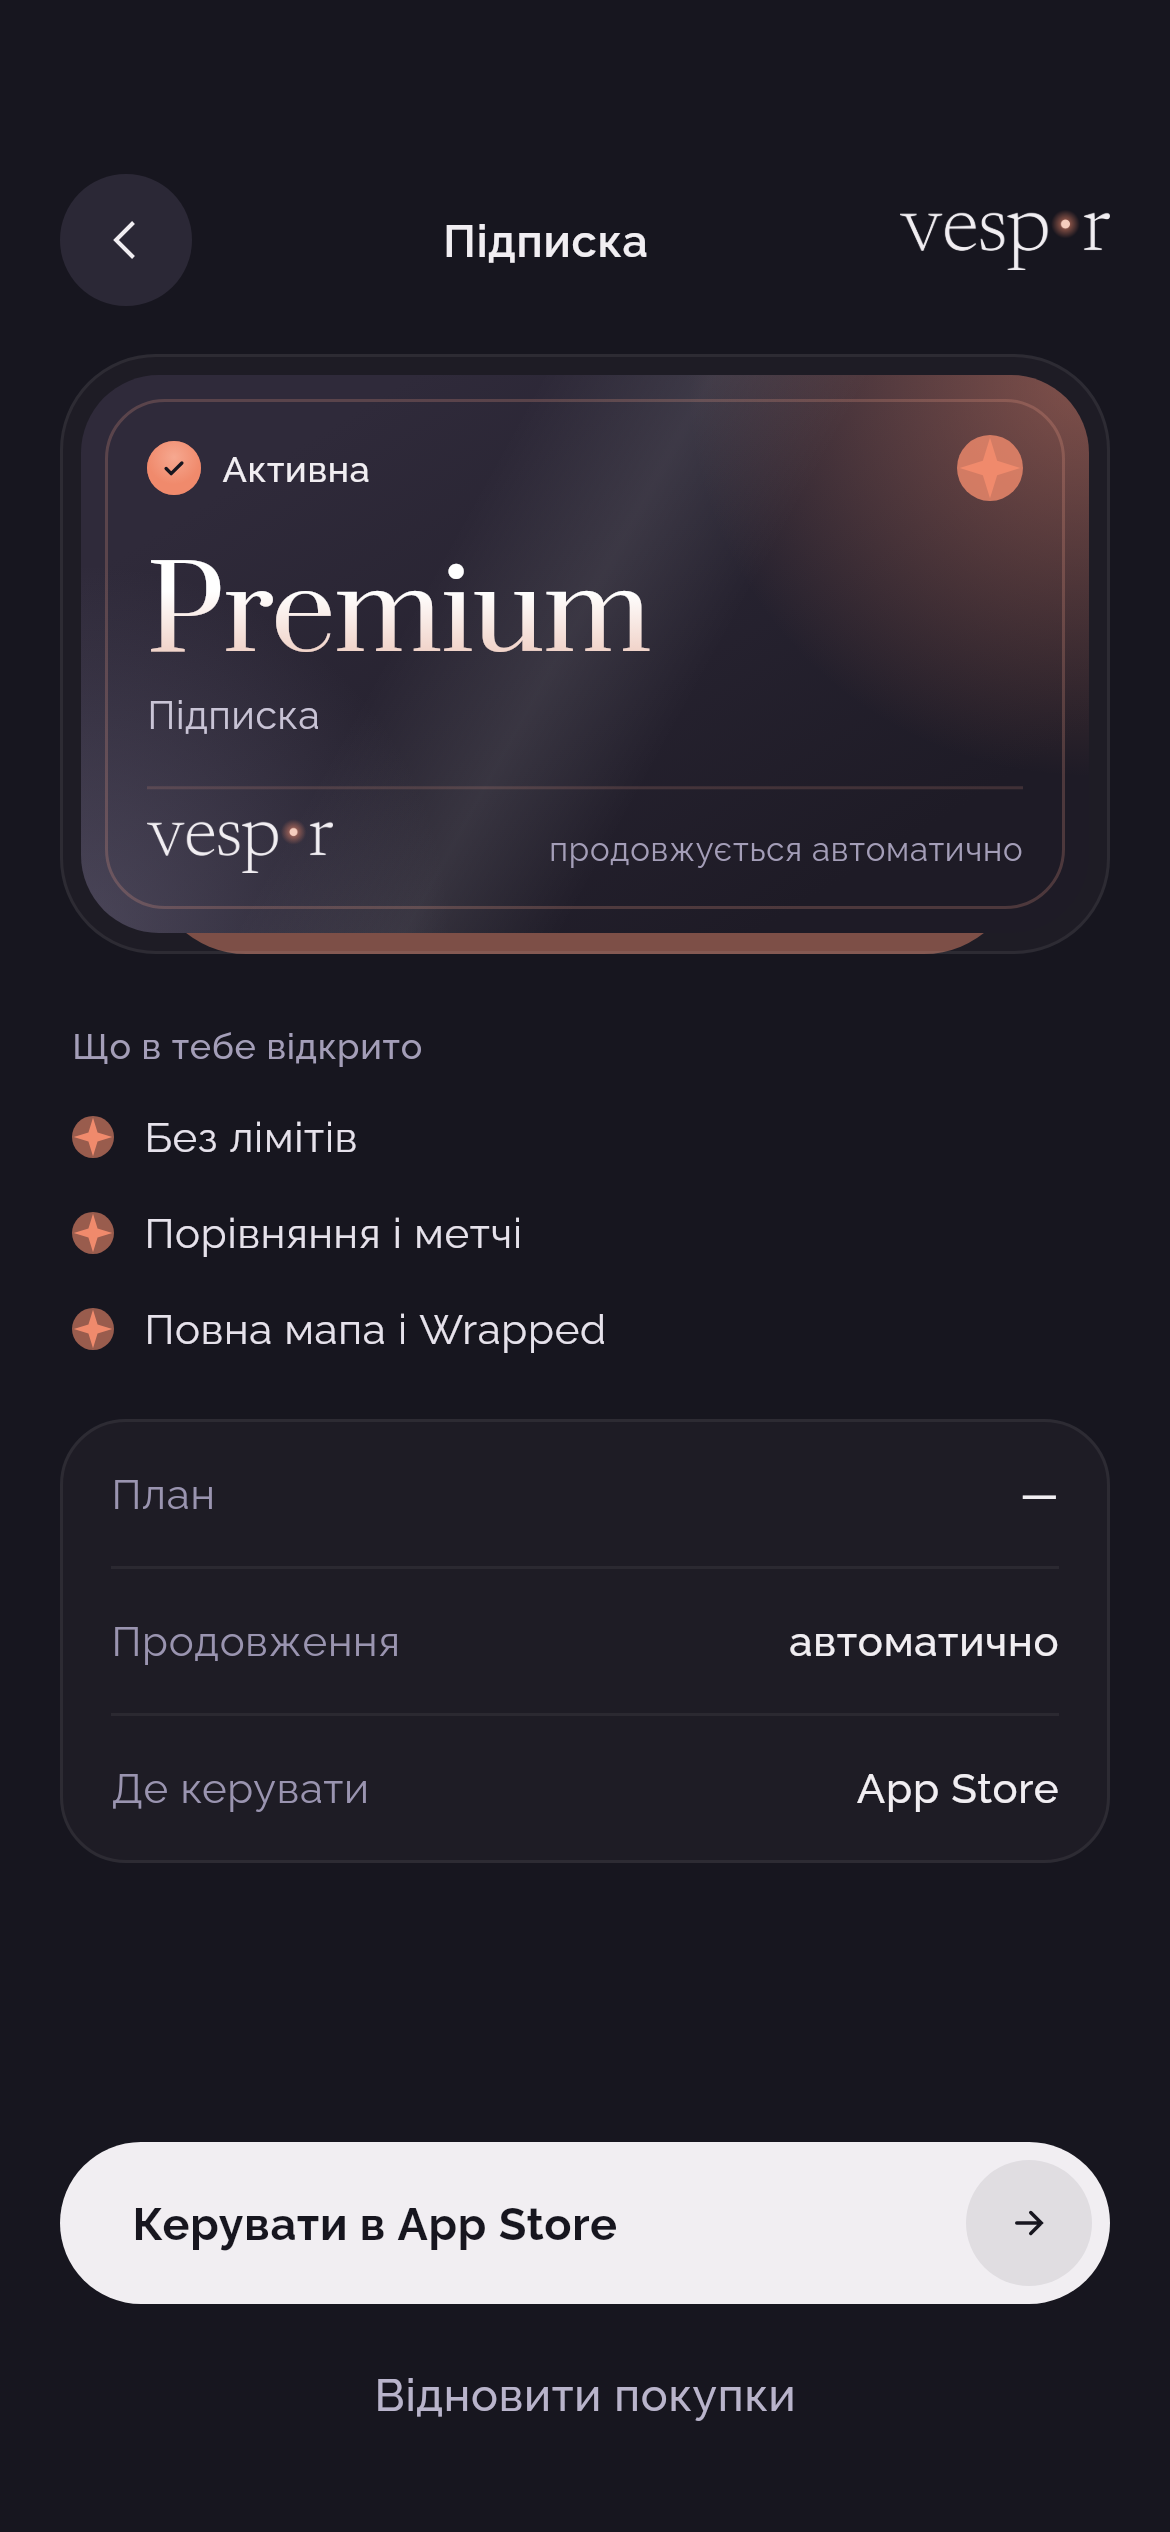 Підписка
vesp•r
Активна
Premium
Підписка
vesp•r
продовжується автоматично
Що в тебе відкрито
Без лімітів
Порівняння і метчі
Повна мапа і Wrapped
План —
Продовження автоматично
Де керувати App Store
Керувати в App Store
Відновити покупки